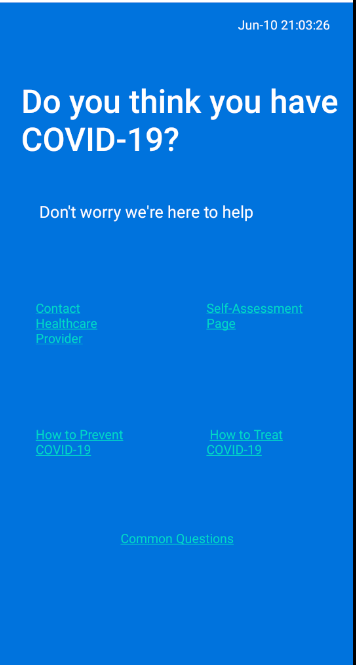 Jun-10 21:03:26
Do you think you have
COVID-19?
Don't worry we're here to help
Contact
Healthcare
Provider
Self-Assessment
Page
How to Prevent
COVID-19
How to Treat
COVID-19
Common Questions